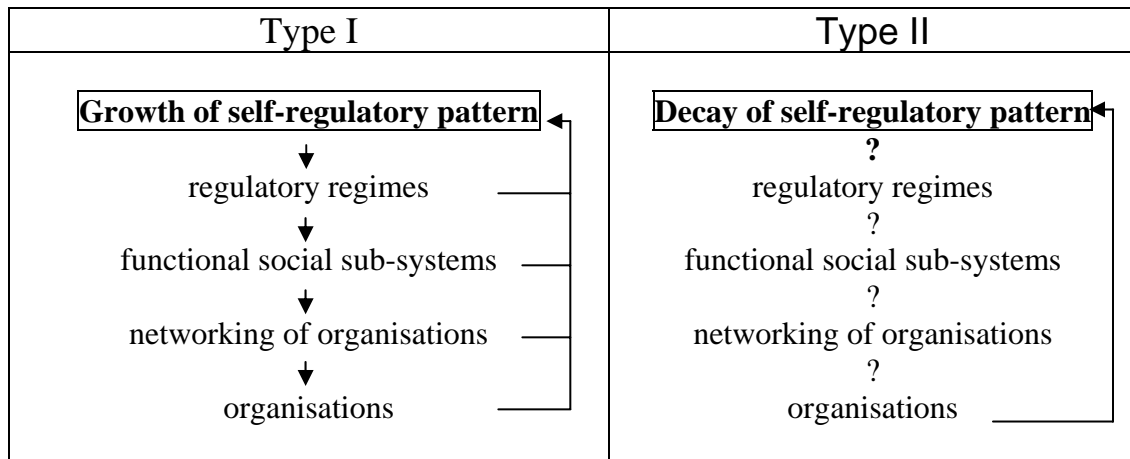 Type I
Type II
Growth of self-regulatory pattern
regulatory regimes
functional social sub-systems
networking of organisations
organisations
Decay of self-regulatory pattern
?
regulatory regimes
?
functional social sub-systems
?
networking of organisations
?
organisations